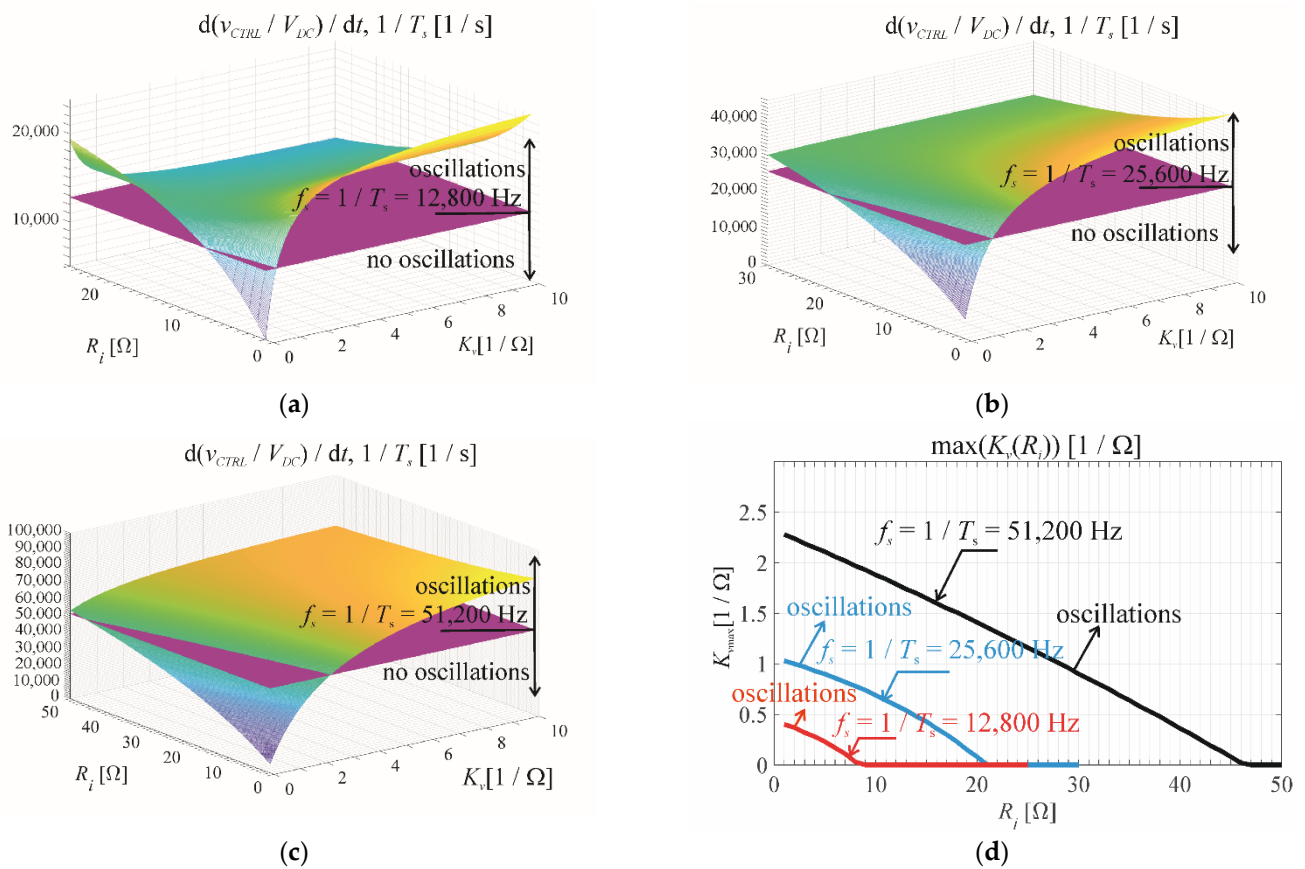 d(v_CTRL / V_DC) / dt, 1 / T_s [1 / s]
20,000
10,000
oscillations
f_s = 1 / T_s = 12,800 Hz
no oscillations
20
10
0
R_i [Ω]
0
2
4
6
8
10
K_v[1 / Ω]
(a)
d(v_CTRL / V_DC) / dt, 1 / T_s [1 / s]
40,000
30,000
20,000
10,000
0
oscillations
f_s = 1 / T_s = 25,600 Hz
no oscillations
30
20
10
0
R_i [Ω]
0
2
4
6
8
10
K_v[1 / Ω]
(b)
d(v_CTRL / V_DC) / dt, 1 / T_s [1 / s]
100,000
90,000
80,000
70,000
60,000
50,000
40,000
30,000
20,000
10,000
0
oscillations
f_s = 1 / T_s = 51,200 Hz
no oscillations
50
40
30
20
10
0
R_i [Ω]
0
2
4
6
8
10
K_v[1 / Ω]
(c)
max(K_v(R_i)) [1 / Ω]
K_vmax[1 / Ω]
2.5
2
1.5
1
0.5
0
f_s = 1 / T_s = 51,200 Hz
oscillations
oscillations
f_s = 1 / T_s = 25,600 Hz
oscillations
f_s = 1 / T_s = 12,800 Hz
0
10
20
30
40
50
R_i [Ω]
(d)